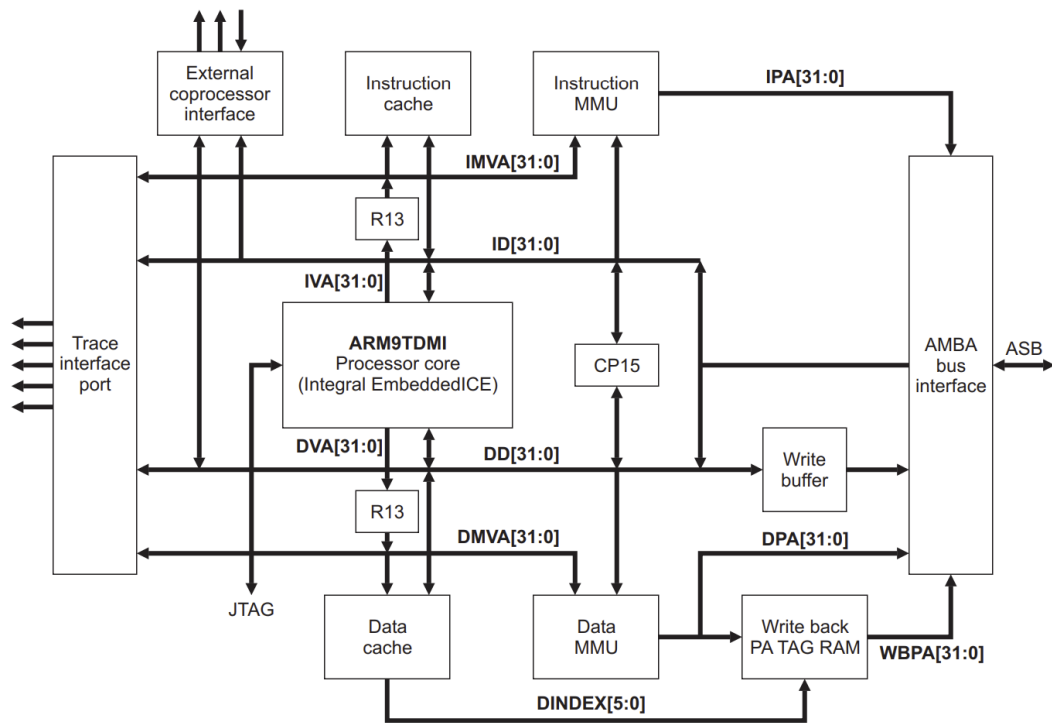 External
coprocessor
interface
Instruction
cache
Instruction
MMU
IPA[31:0]
IMVA[31:0]
R13
ID[31:0]
IVA[31:0]
Trace
interface
port
ARM9TDMI
Processor core
(Integral EmbeddedICE)
CP15
AMBA
bus
interface
ASB
DVA[31:0]
DD[31:0]
Write
buffer
R13
DMVA[31:0]
DPA[31:0]
JTAG
Data
cache
Data
MMU
Write back
PA TAG RAM
WBPA[31:0]
DINDEX[5:0]